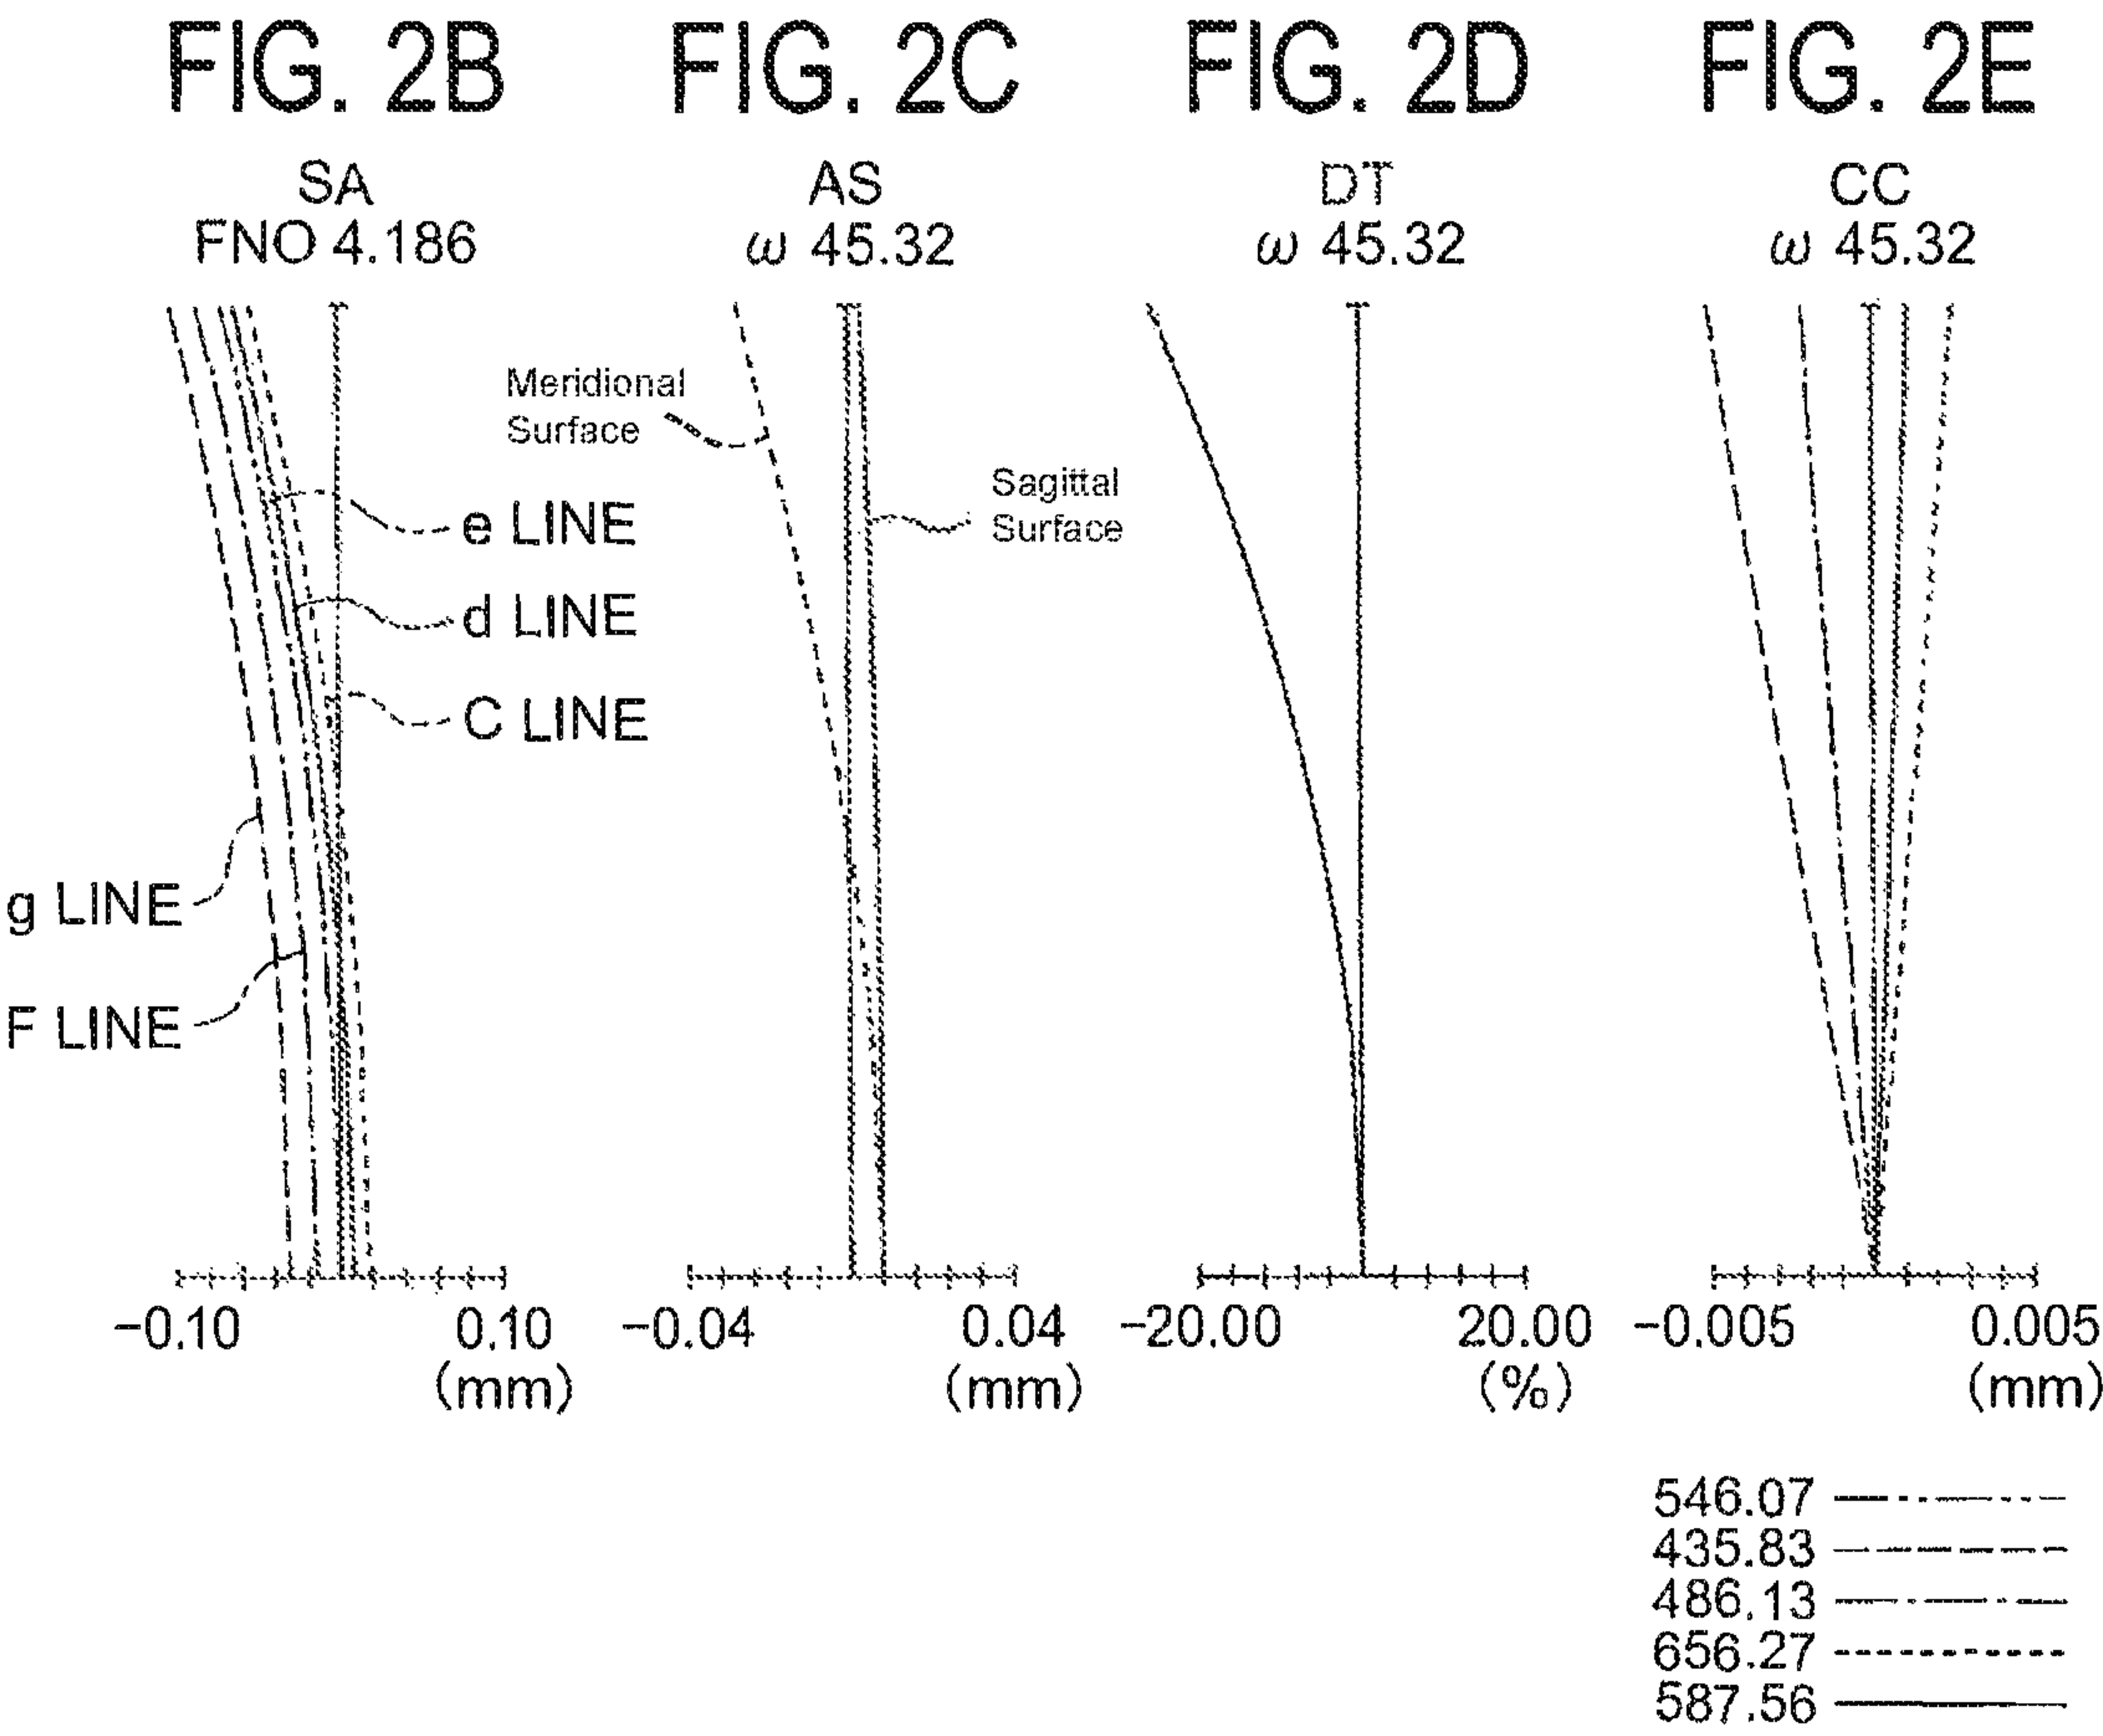 FIG. 2B
FIG. 2C
FIG. 2D
FIG. 2E
SA
FNO 4.186
AS
ω 45.32
DT
ω 45.32
CC
ω 45.32
Meridional
Surface
Sagittal
Surface
e LINE
d LINE
C LINE
g LINE
F LINE
−0.10
0.10
(mm)
−0.04
0.04
(mm)
−20.00
20.00
(%)
−0.005
0.005
(mm)
546.07
435.83
486.13
656.27
587.56